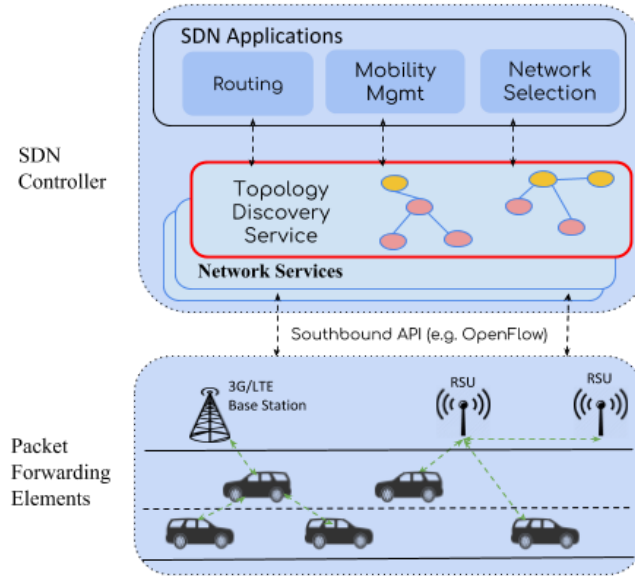 SDN Applications
Routing
Mobility
Mgmt
Network
Selection
SDN
Controller
Topology
Discovery
Service
Network Services
Southbound API (e.g. OpenFlow)
3G/LTE
Base Station
RSU
RSU
Packet
Forwarding
Elements